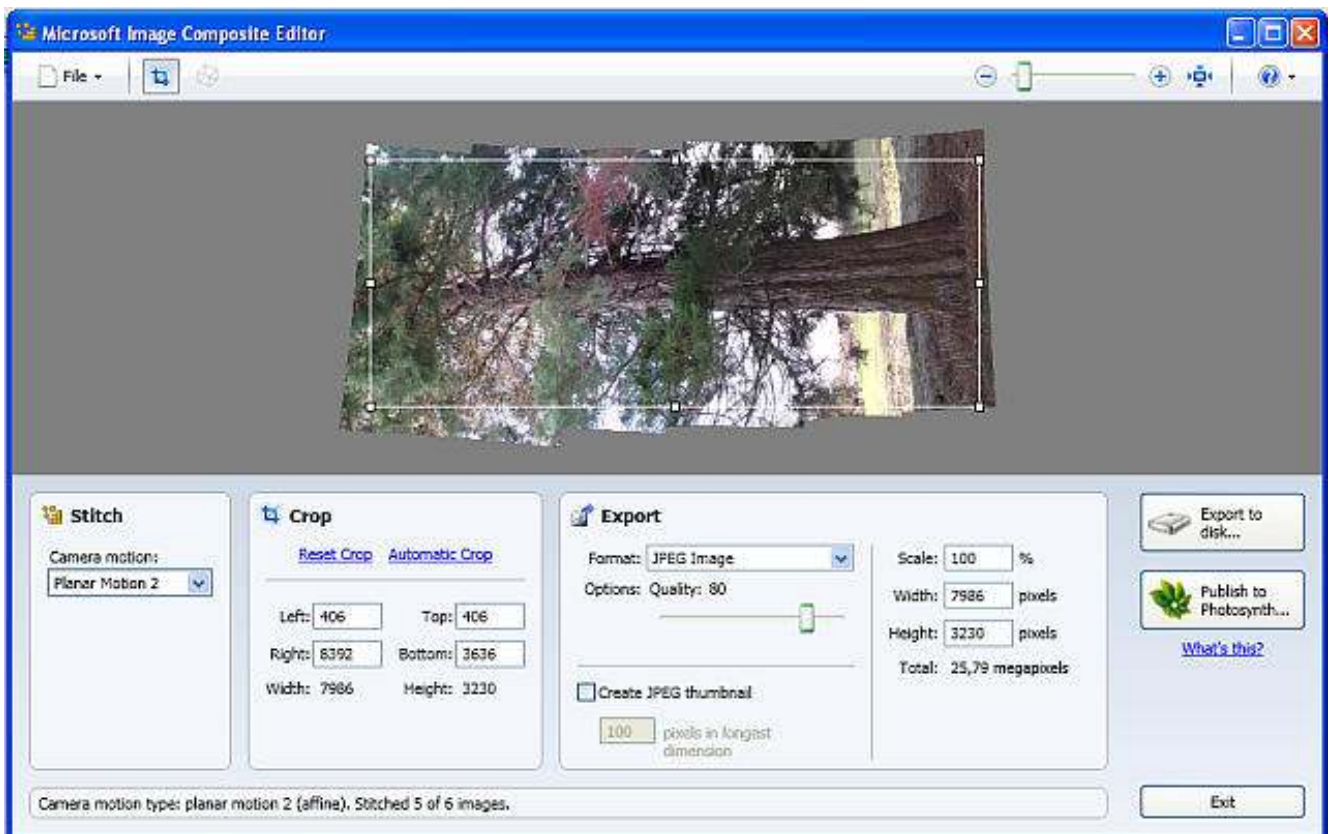 Microsoft Image Composite Editor
File
Stitch
Camera motion:
Planar Motion 2
Crop
Reset Crop Automatic Crop
Left: 406 Top: 406
Right: 8392 Bottom: 3636
Width: 7986 Height: 3230
Export
Format: JPEG Image
Options: Quality: 80
Create JPEG thumbnail
100 pixels in longest
dimension
Scale: 100 %
Width: 7986 pixels
Height: 3230 pixels
Total: 25,79 megapixels
Export to
disk...
Publish to
Photosynth...
What's this?
Camera motion type: planar motion 2 (affine). Stitched 5 of 6 images.
Exit